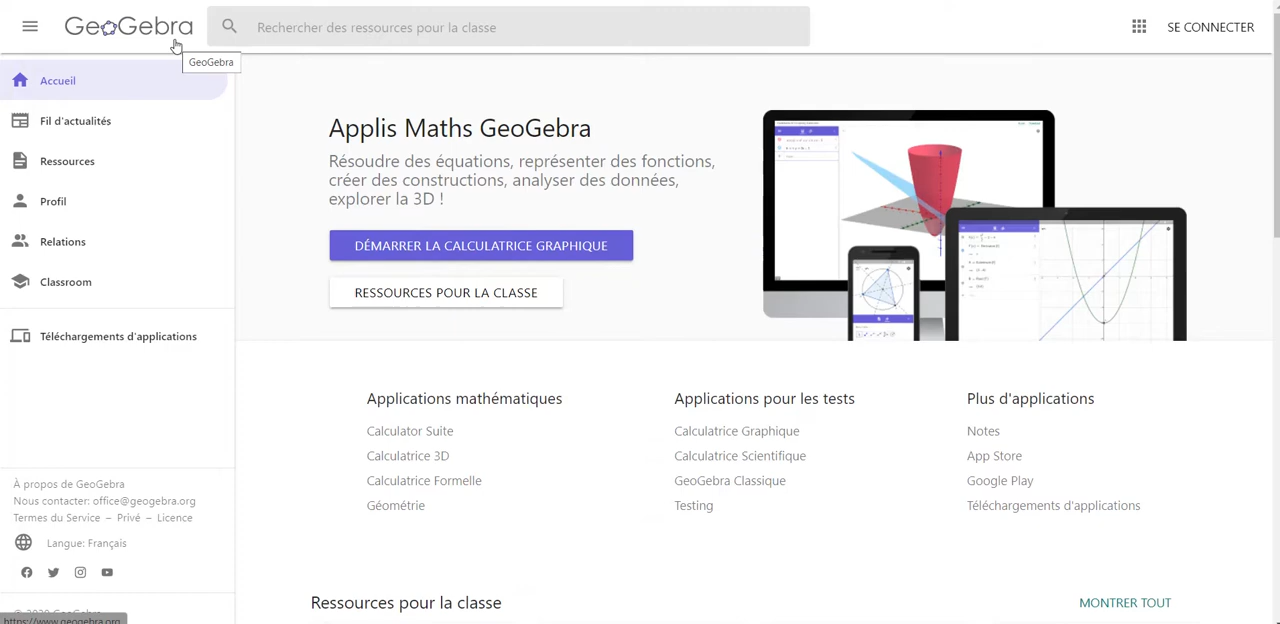 GeoGebra
Rechercher des ressources pour la classe
SE CONNECTER
GeoGebra
Accueil
Fil d'actualités
Ressources
Profil
Relations
Classroom
Téléchargements d'applications
À propos de GeoGebra
Nous contacter: office@geogebra.org
Termes du Service – Privé – Licence
Langue: Français
https://www.geogebra.org
Applis Maths GeoGebra
Résoudre des équations, représenter des fonctions,
créer des constructions, analyser des données,
explorer la 3D !
DÉMARRER LA CALCULATRICE GRAPHIQUE
RESSOURCES POUR LA CLASSE
Applications mathématiques
Calculator Suite
Calculatrice 3D
Calculatrice Formelle
Géométrie
Applications pour les tests
Calculatrice Graphique
Calculatrice Scientifique
GeoGebra Classique
Testing
Plus d'applications
Notes
App Store
Google Play
Téléchargements d'applications
Ressources pour la classe
MONTRER TOUT